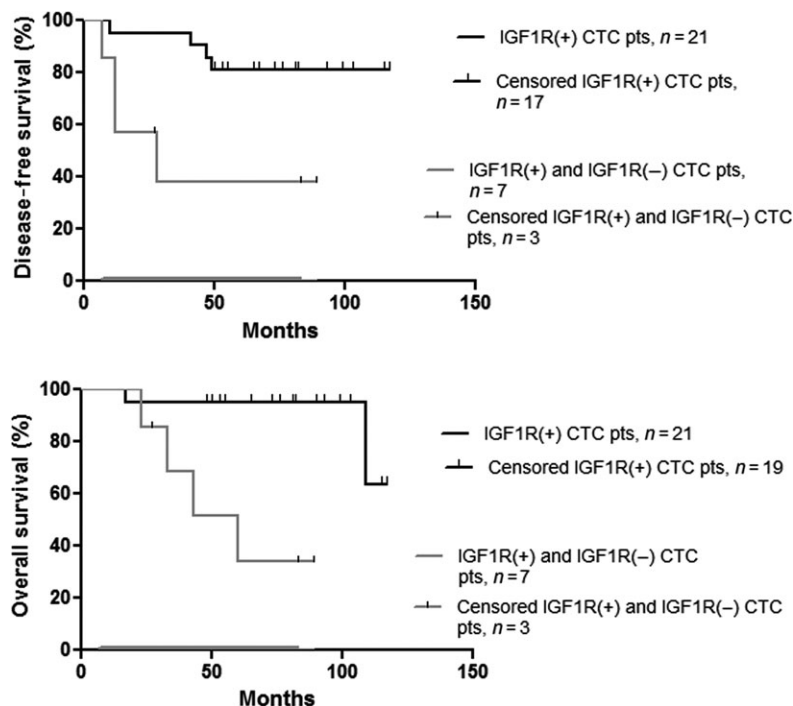 Disease-free survival (%)
100
80
60
40
20
0
0 50 100 150
Months
IGF1R(+) CTC pts, n = 21
Censored IGF1R(+) CTC pts,
n = 17
IGF1R(+) and IGF1R(–) CTC pts,
n = 7
Censored IGF1R(+) and IGF1R(–) CTC
pts, n = 3
Overall survival (%)
100
80
60
40
20
0
0 50 100 150
Months
IGF1R(+) CTC pts, n = 21
Censored IGF1R(+) CTC pts, n = 19
IGF1R(+) and IGF1R(–) CTC
pts, n = 7
Censored IGF1R(+) and IGF1R(–) CTC
pts, n = 3